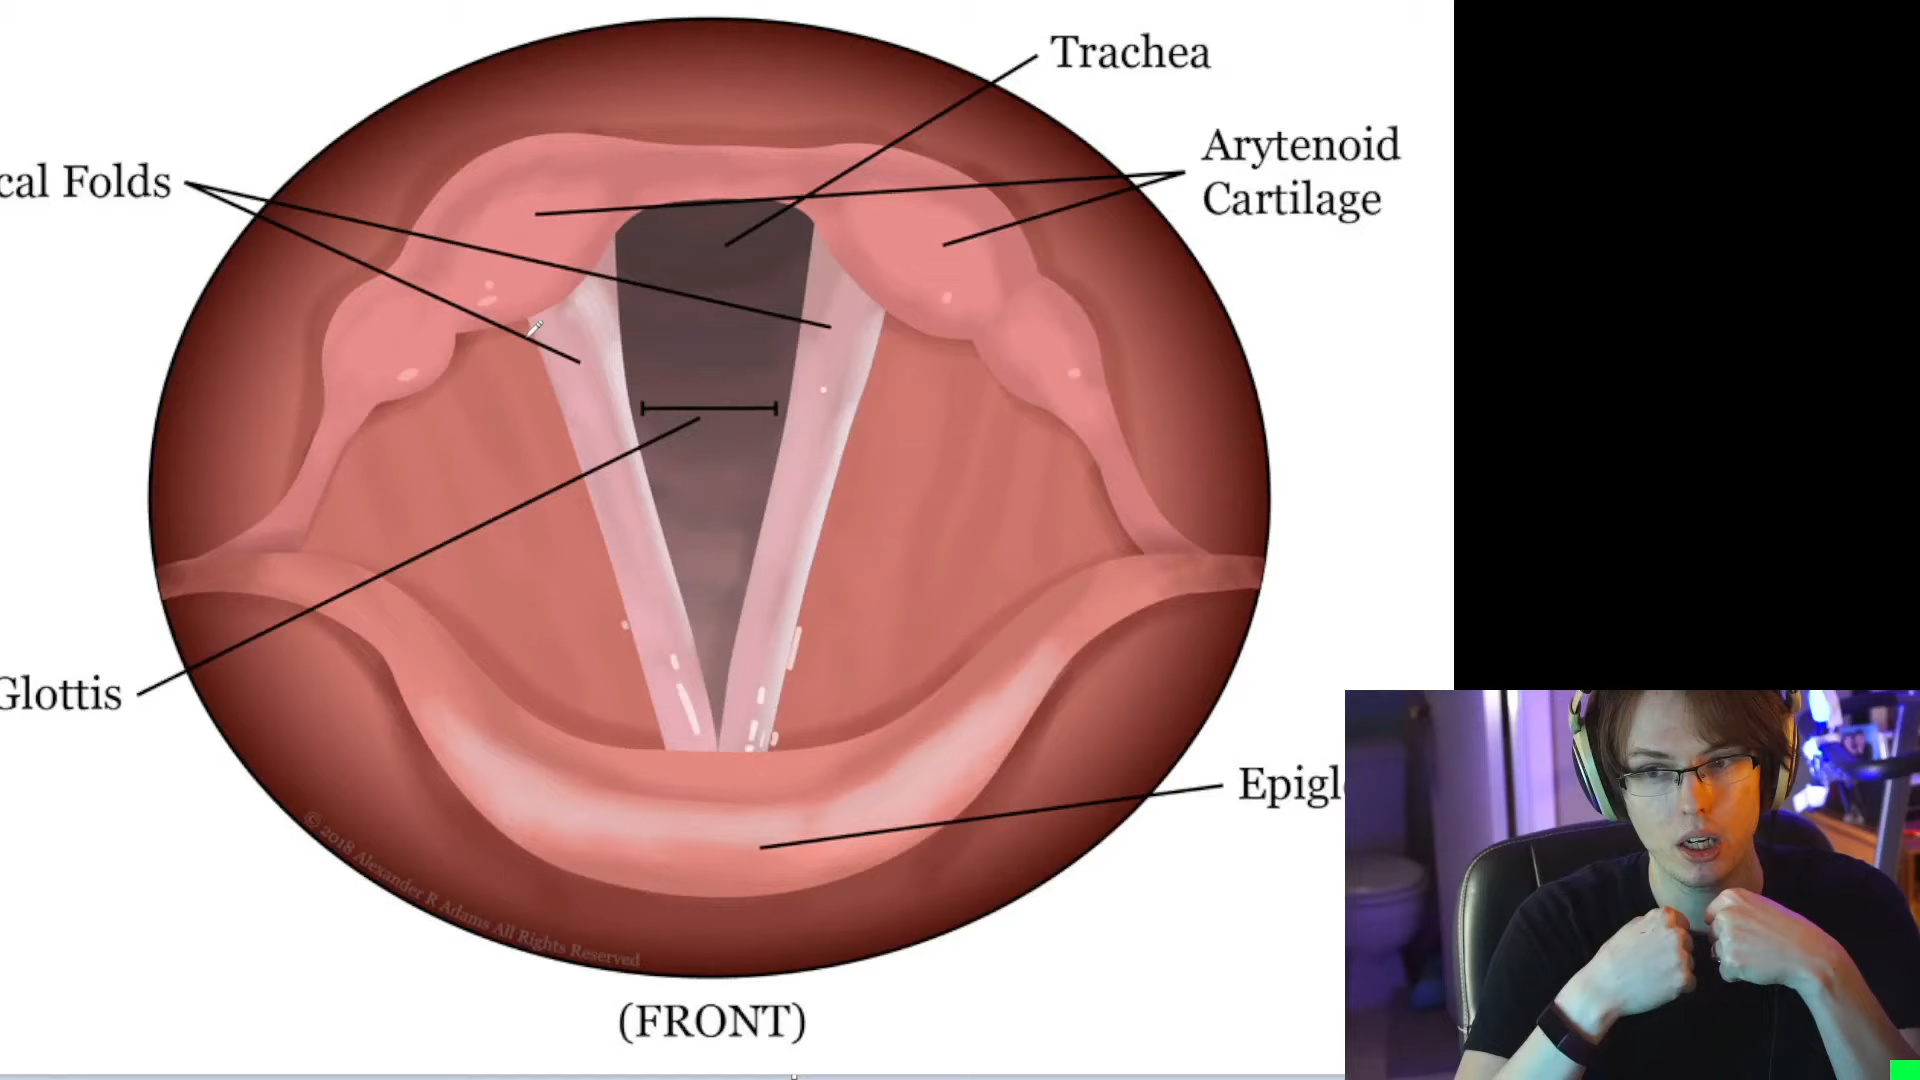 Trachea
Arytenoid
Cartilage
cal Folds
Glottis
Epigl
© 2018 Alexander R Adams All Rights Reserved
(FRONT)